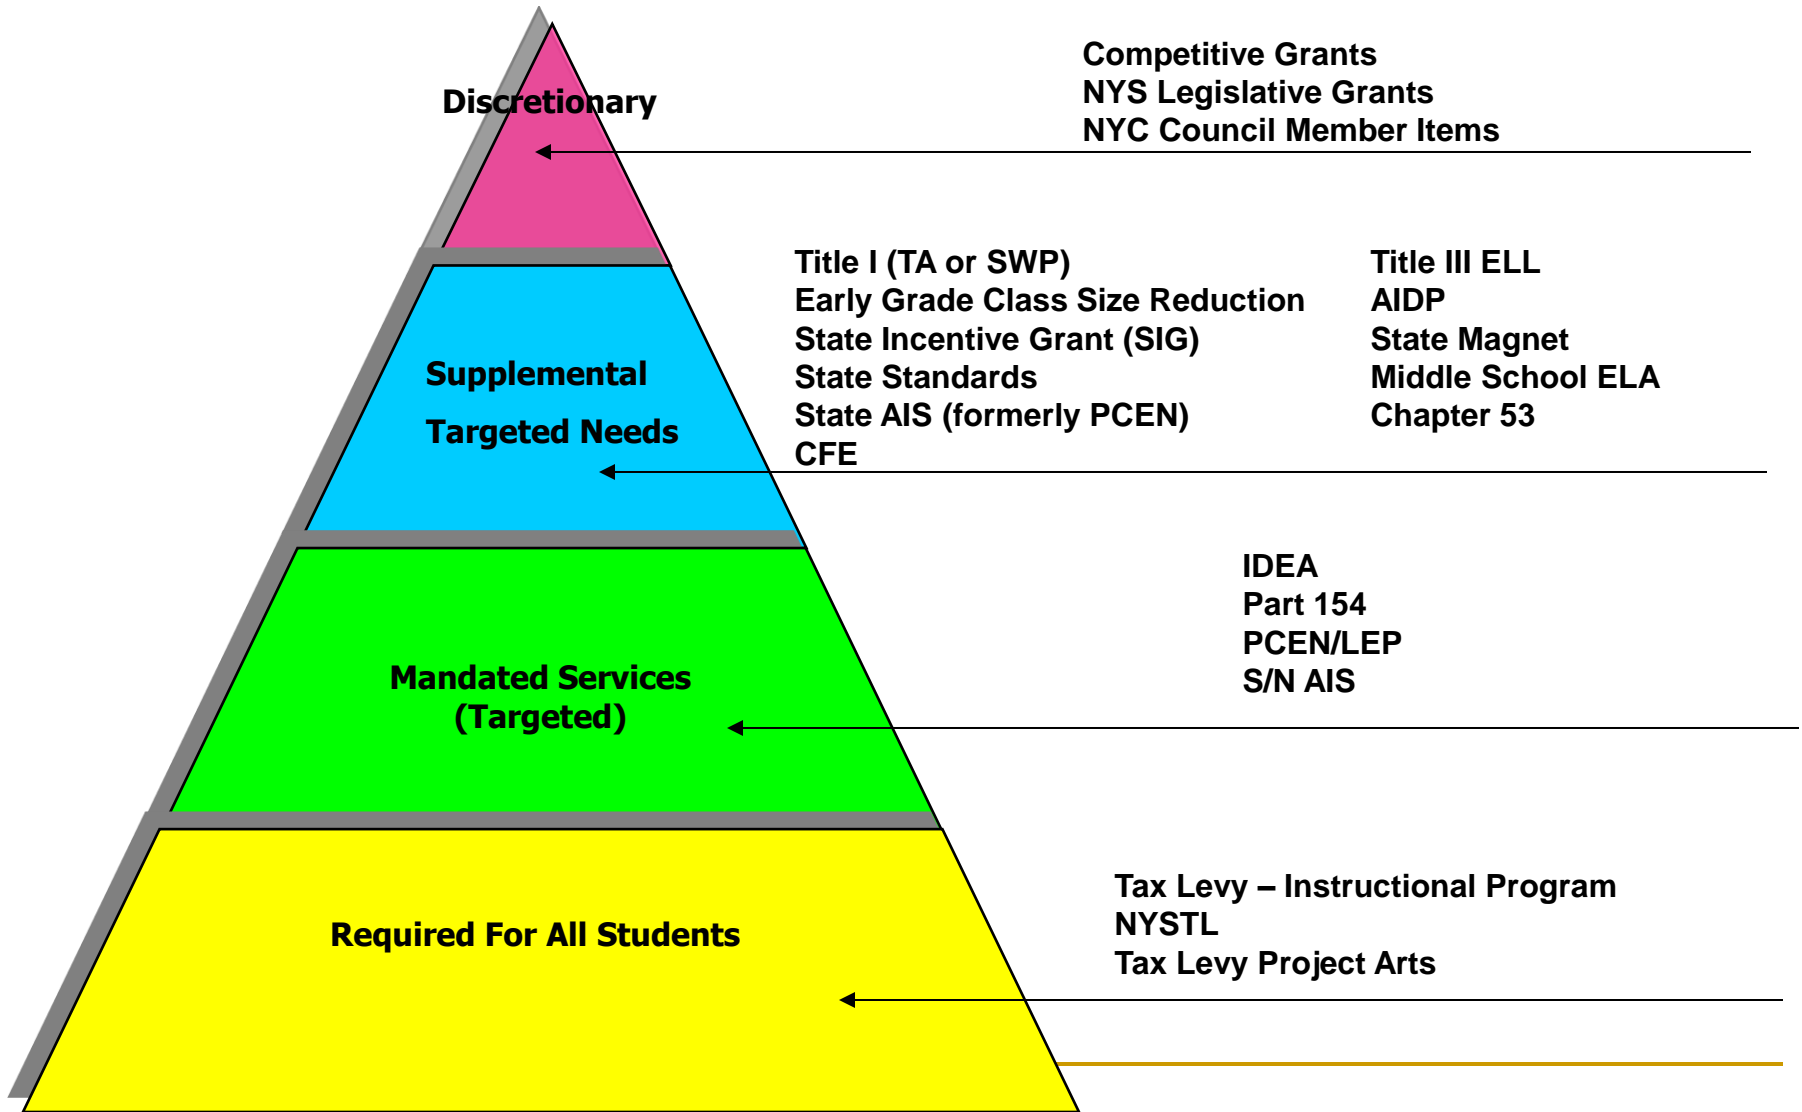 Discretionary
Competitive Grants
NYS Legislative Grants
NYC Council Member Items
Supplemental
Targeted Needs
Title I (TA or SWP)
Early Grade Class Size Reduction
State Incentive Grant (SIG)
State Standards
State AIS (formerly PCEN)
CFE
Title III ELL
AIDP
State Magnet
Middle School ELA
Chapter 53
Mandated Services
(Targeted)
IDEA
Part 154
PCEN/LEP
S/N AIS
Required For All Students
Tax Levy – Instructional Program
NYSTL
Tax Levy Project Arts